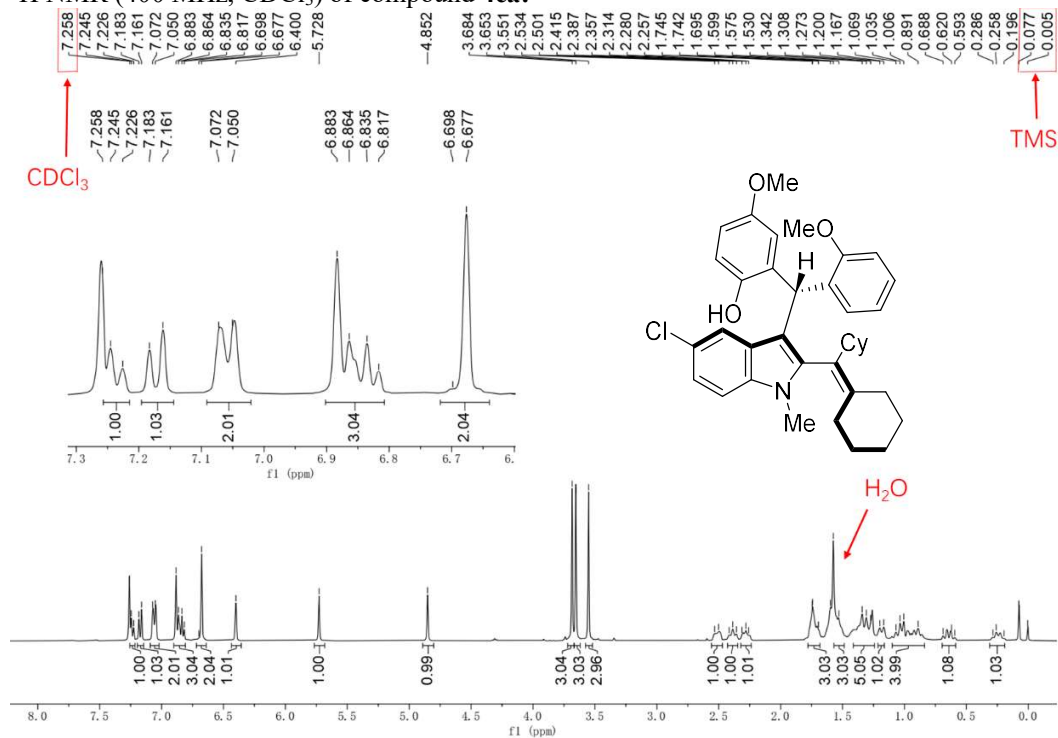 H NMR (400 MHz, CDCl3) of compound
7.258 7.245 7.226 7.183 7.161 7.072 7.050 6.883 6.864 6.835 6.817 6.698 6.677 6.400 5.728 4.852 3.684 3.653 3.551 2.534 2.501 2.415 2.387 2.357 2.314 2.280 2.257 1.745 1.742 1.695 1.599 1.575 1.530 1.342 1.308 1.273 1.200 1.167 1.069 1.035 1.006 0.891 0.688 0.620 0.593 0.286 0.258 0.196 0.077 0.005
7.258 7.245 7.226 7.183 7.161 7.072 7.050 6.883 6.864 6.835 6.817 6.698 6.677
CDCl3
TMS
OMe
MeO
H
HO
Cl
Cy
N
Me
1.00 1.03 2.01 3.04 2.04
7.3 7.2 7.1 7.0 6.9 6.8 6.7 6.
f1 (ppm)
H2O
1.00 1.03 2.01 3.04 2.04 1.01 1.00 0.99 3.04 3.03 2.96 1.00 1.00 1.01 3.03 3.03 5.05 1.02 3.99 1.08 1.03
8.0 7.5 7.0 6.5 6.0 5.5 5.0 4.5 4.0 3.5 3.0 2.5 2.0 1.5 1.0 0.5 0.0
f1 (ppm)